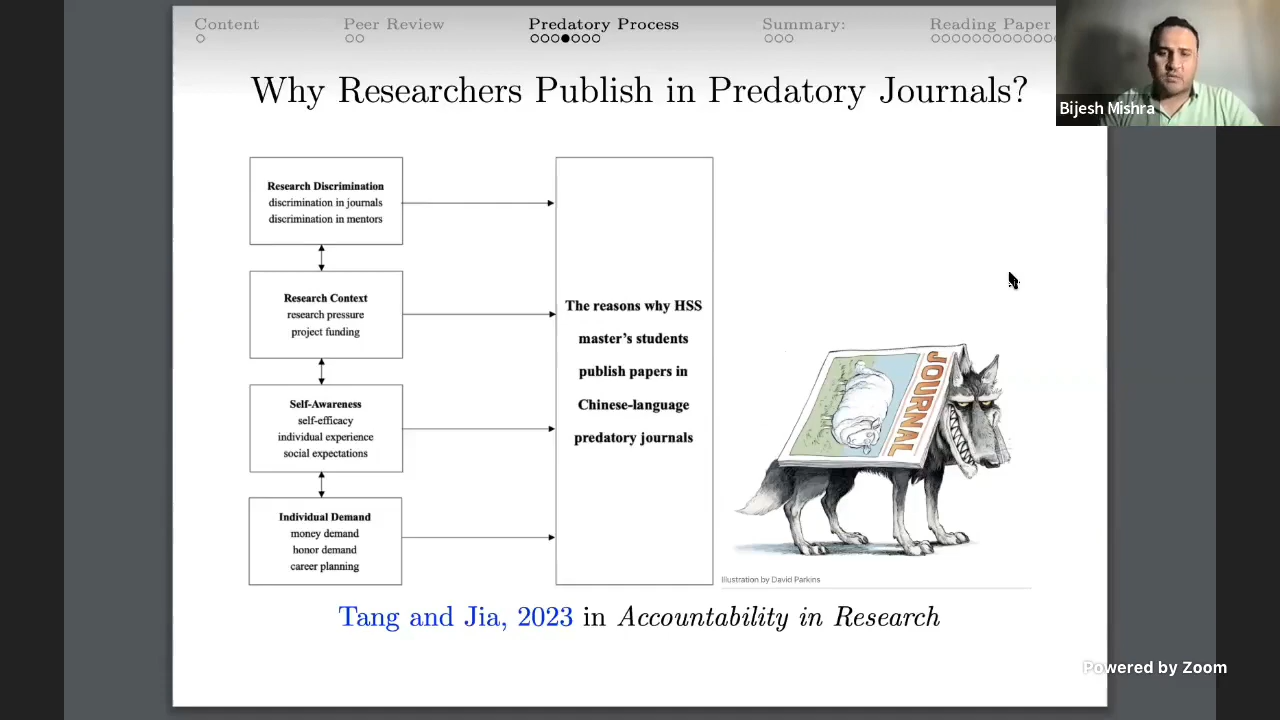 Content
Peer Review
Predatory Process
Summary:
Reading Paper
Why Researchers Publish in Predatory Journals?
Bijesh Mishra
Research Discrimination
discrimination in journals
discrimination in mentors
Research Context
research pressure
project funding
Self-Awareness
self-efficacy
individual experience
social expectations
Individual Demand
money demand
honor demand
career planning
The reasons why HSS
master's students
publish papers in
Chinese-language
predatory journals
JOURNAL
Illustration by David Parkins
Tang and Jia, 2023 in Accountability in Research
Powered by Zoom